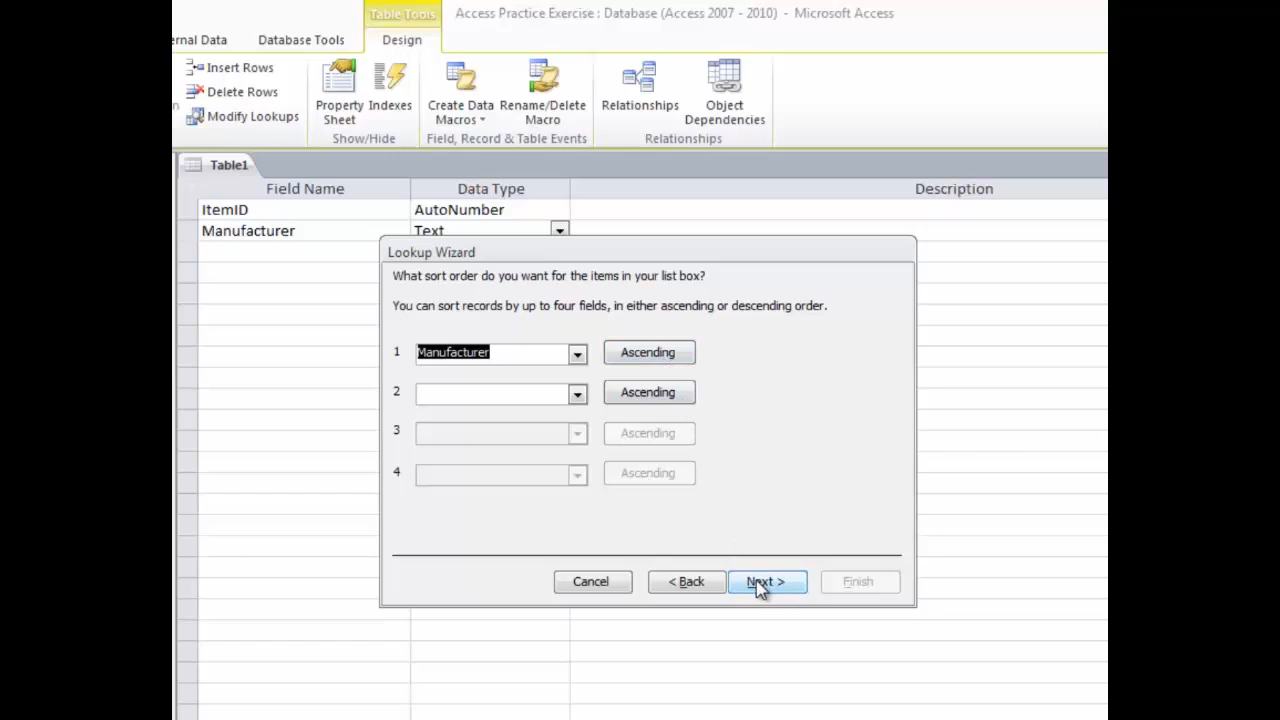 Table Tools
Access Practice Exercise : Database (Access 2007 - 2010) - Microsoft Access
ernal Data
Database Tools
Design
Insert Rows
Delete Rows
Modify Lookups
Property Sheet
Indexes
Show/Hide
Create Data Macros
Rename/Delete Macro
Field, Record & Table Events
Relationships
Object Dependencies
Relationships
Table1
Field Name
Data Type
Description
ItemID
AutoNumber
Manufacturer
Text
Lookup Wizard
What sort order do you want for the items in your list box?
You can sort records by up to four fields, in either ascending or descending order.
1 Manufacturer Ascending
2 Ascending
3 Ascending
4 Ascending
Cancel
< Back
Next >
Finish